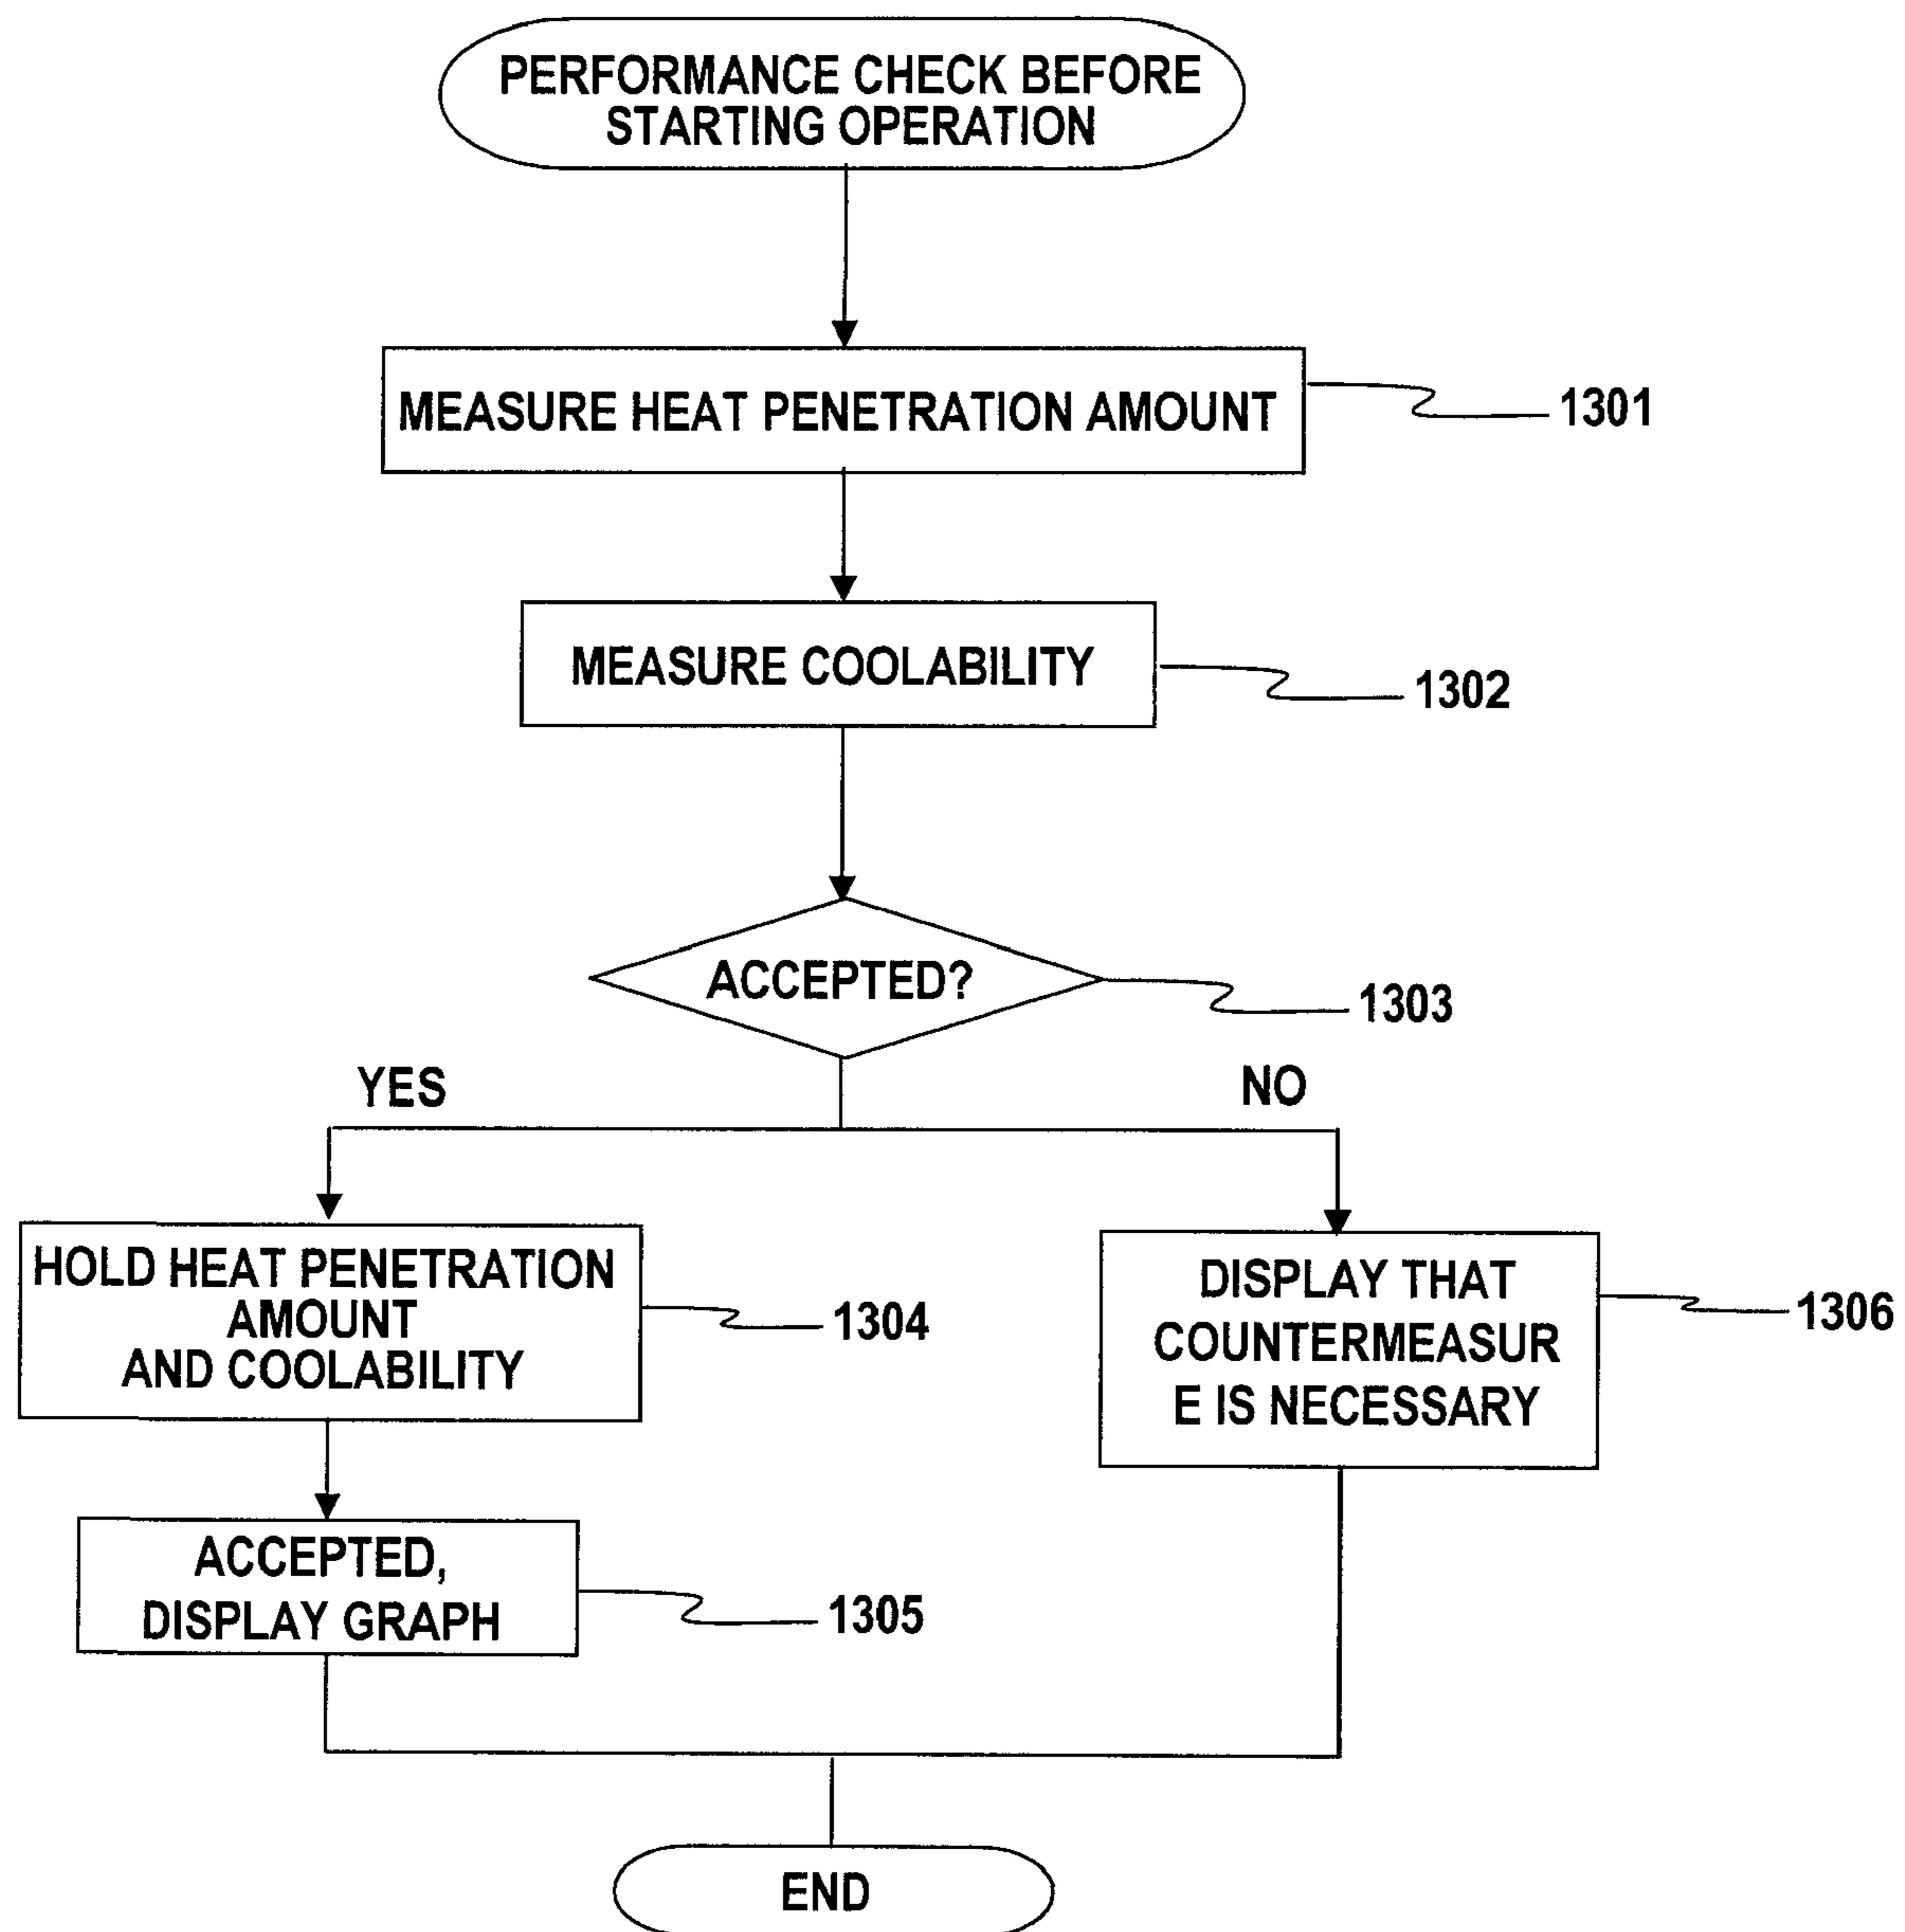 PERFORMANCE CHECK BEFORE
STARTING OPERATION
MEASURE HEAT PENETRATION AMOUNT
1301
MEASURE COOLABILITY
1302
ACCEPTED?
1303
YES
NO
HOLD HEAT PENETRATION
AMOUNT
AND COOLABILITY
1304
DISPLAY THAT
COUNTERMEASUR
E IS NECESSARY
1306
ACCEPTED,
DISPLAY GRAPH
1305
END